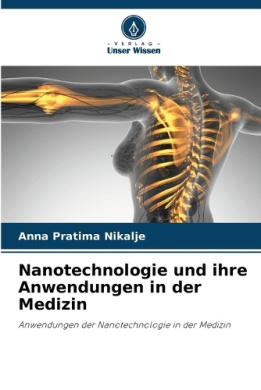 - VERLAG -
Unser Wissen
Anna Pratima Nikalje
Nanotechnologie und ihre
Anwendungen in der
Medizin
Anwendungen der Nanotechnologie in der Medizin